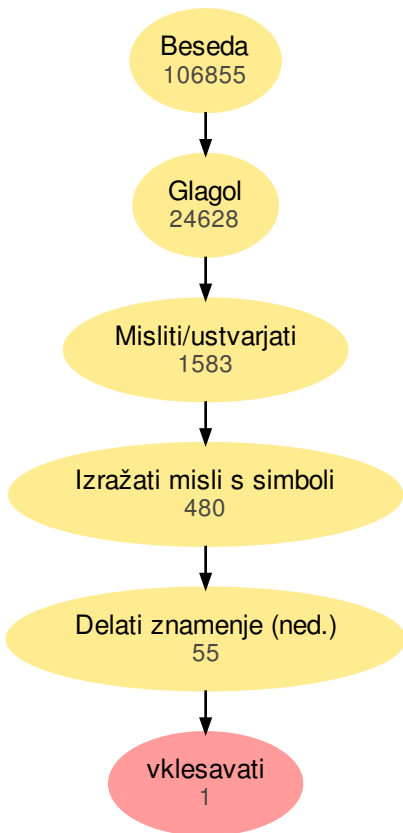 Beseda
106855
Glagol
24628
Misliti/ustvarjati
1583
Izražati misli s simboli
480
Delati znamenje (ned.)
55
vklesavati
1